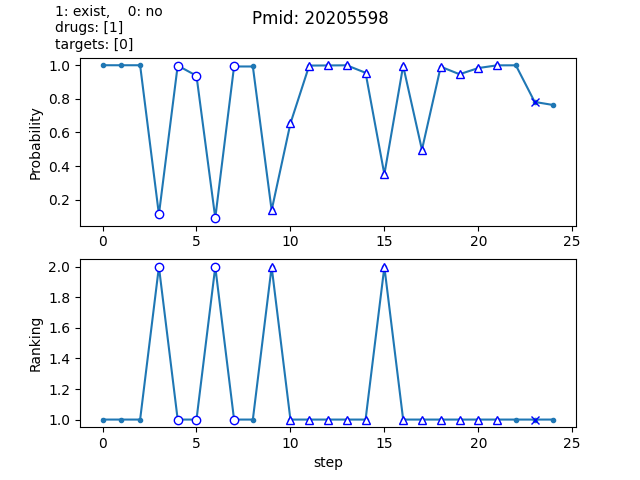 1: exist,    0: no
drugs: [1]
targets: [0]
Pmid: 20205598
Probability
1.0
0.8
0.6
0.4
0.2
0 5 10 15 20 25
Ranking
2.0
1.8
1.6
1.4
1.2
1.0
0 5 10 15 20 25
step